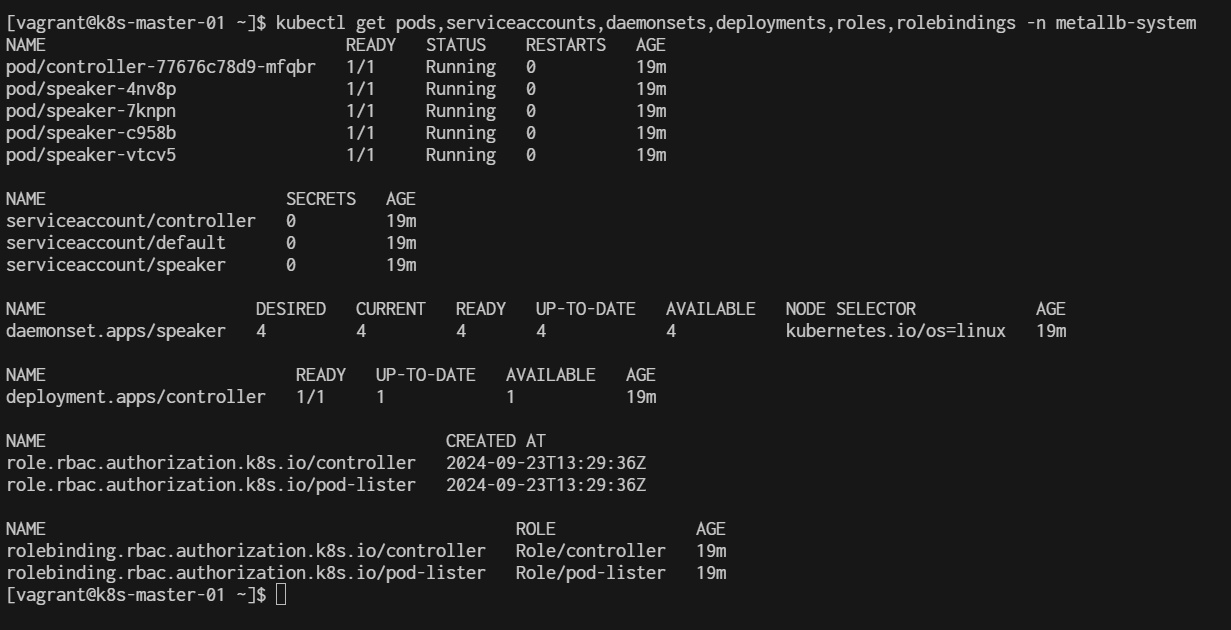 [vagrant@k8s-master-01 ~]$ kubectl get pods,serviceaccounts,daemonsets,deployments,roles,rolebindings -n metallb-system
NAME                              READY   STATUS    RESTARTS   AGE
pod/controller-77676c78d9-mfqbr   1/1     Running   0          19m
pod/speaker-4nv8p                 1/1     Running   0          19m
pod/speaker-7knpn                 1/1     Running   0          19m
pod/speaker-c958b                 1/1     Running   0          19m
pod/speaker-vtcv5                 1/1     Running   0          19m

NAME                        SECRETS   AGE
serviceaccount/controller   0         19m
serviceaccount/default      0         19m
serviceaccount/speaker      0         19m

NAME                     DESIRED   CURRENT   READY   UP-TO-DATE   AVAILABLE   NODE SELECTOR            AGE
daemonset.apps/speaker   4         4         4       4            4           kubernetes.io/os=linux   19m

NAME                         READY   UP-TO-DATE   AVAILABLE   AGE
deployment.apps/controller   1/1     1            1           19m

NAME                                        CREATED AT
role.rbac.authorization.k8s.io/controller   2024-09-23T13:29:36Z
role.rbac.authorization.k8s.io/pod-lister   2024-09-23T13:29:36Z

NAME                                               ROLE              AGE
rolebinding.rbac.authorization.k8s.io/controller   Role/controller   19m
rolebinding.rbac.authorization.k8s.io/pod-lister   Role/pod-lister   19m
[vagrant@k8s-master-01 ~]$